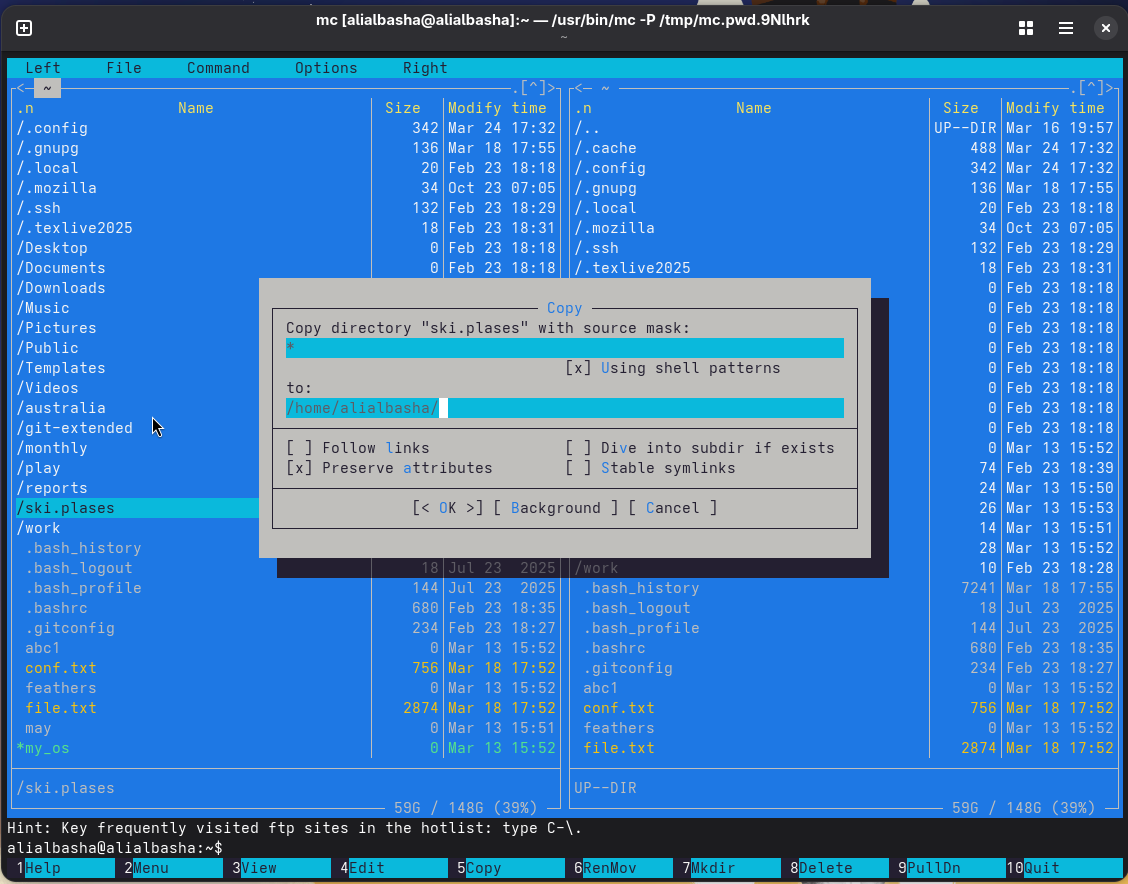 mc [alialbasha@alialbasha]:~ — /usr/bin/mc -P /tmp/mc.pwd.9Nlhrk
~
Left File Command Options Right
<─ ~ .[^]> <─ ~ .[^]>
.n Name Size Modify time .n Name Size Modify time
/.config 342 Mar 24 17:32 /.. UP--DIR Mar 16 19:57
/.gnupg 136 Mar 18 17:55 /.cache 488 Mar 24 17:32
/.local 20 Feb 23 18:18 /.config 342 Mar 24 17:32
/.mozilla 34 Oct 23 07:05 /.gnupg 136 Mar 18 17:55
/.ssh 132 Feb 23 18:29 /.local 20 Feb 23 18:18
/.texlive2025 18 Feb 23 18:31 /.mozilla 34 Oct 23 07:05
/Desktop 0 Feb 23 18:18 /.ssh 132 Feb 23 18:29
/Documents 0 Feb 23 18:18 /.texlive2025 18 Feb 23 18:31
/Downloads 0 Feb 23 18:18
/Music Copy 0 Feb 23 18:18
/Pictures Copy directory "ski.plases" with source mask: 0 Feb 23 18:18
/Public * 0 Feb 23 18:18
/Templates [x] Using shell patterns 0 Feb 23 18:18
/Videos to: 0 Feb 23 18:18
/australia /home/alialbasha/ 0 Feb 23 18:18
/git-extended 0 Feb 23 18:18
/monthly [ ] Follow links [ ] Dive into subdir if exists 0 Mar 13 15:52
/play [x] Preserve attributes [ ] Stable symlinks 74 Feb 23 18:39
/reports 24 Mar 13 15:50
/ski.plases [< OK >] [ Background ] [ Cancel ] 26 Mar 13 15:53
/work 14 Mar 13 15:51
.bash_history 28 Mar 13 15:52
.bash_logout 18 Jul 23 2025 /work 10 Feb 23 18:28
.bash_profile 144 Jul 23 2025 .bash_history 7241 Mar 18 17:55
.bashrc 680 Feb 23 18:35 .bash_logout 18 Jul 23 2025
.gitconfig 234 Feb 23 18:27 .bash_profile 144 Jul 23 2025
abc1 0 Mar 13 15:52 .bashrc 680 Feb 23 18:35
conf.txt 756 Mar 18 17:52 .gitconfig 234 Feb 23 18:27
feathers 0 Mar 13 15:52 abc1 0 Mar 13 15:52
file.txt 2874 Mar 18 17:52 conf.txt 756 Mar 18 17:52
may 0 Mar 13 15:51 feathers 0 Mar 13 15:52
*my_os 0 Mar 13 15:52 file.txt 2874 Mar 18 17:52
/ski.plases UP--DIR
59G / 148G (39%) 59G / 148G (39%)
Hint: Key frequently visited ftp sites in the hotlist: type C-\.
alialbasha@alialbasha:~$
1Help 2Menu 3View 4Edit 5Copy 6RenMov 7Mkdir 8Delete 9PullDn 10Quit